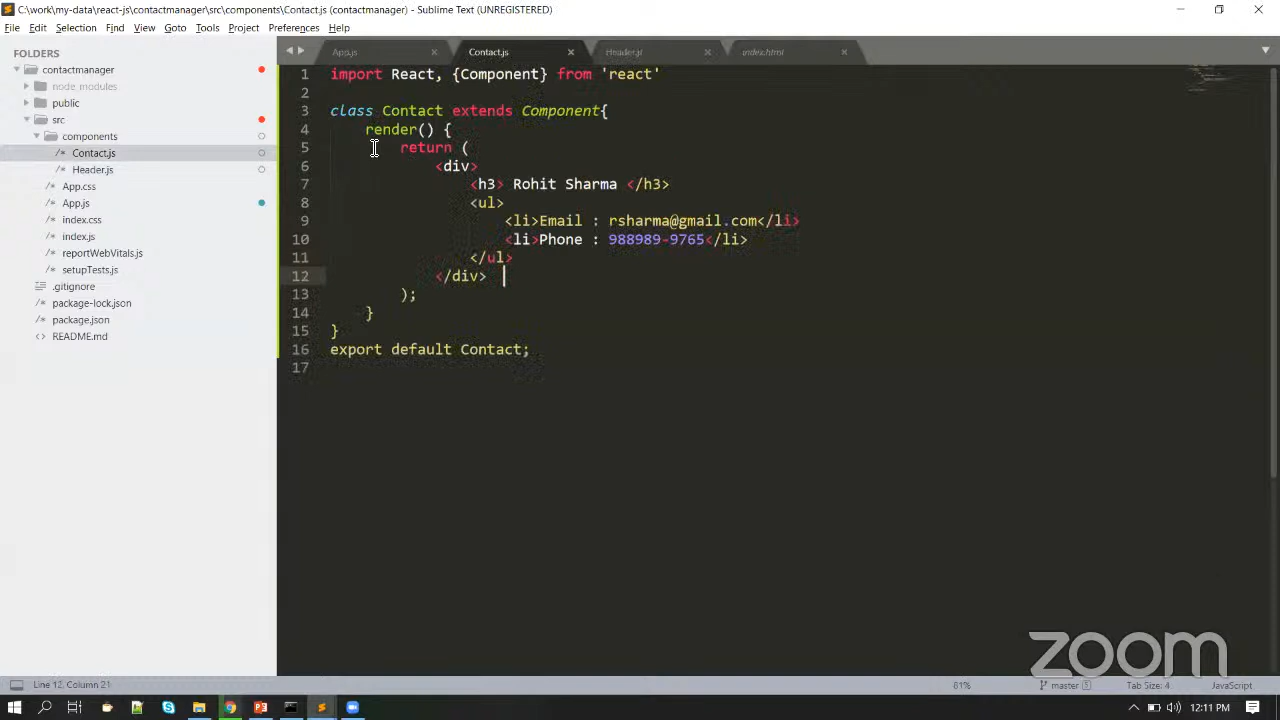 C:\work\my-data\react-js\contactmanager\src\components\Contact.js (contactmanager) - Sublime Text (UNREGISTERED)
File Edit Selection Find View Goto Tools Project Preferences Help
FOLDERS
contactmanager
node_modules
public
src
components
Contact.js
Header.js
App.css
App.js
index.css
index.js
reportWebVitals.js
setupTests.js
.gitignore
package-lock.json
package.json
README.md
App.js Contact.js Header.js index.html
1 import React, {Component} from 'react'
2
3 class Contact extends Component{
4 render() {
5 return (
6 <div>
7 <h3> Rohit Sharma </h3>
8 <ul>
9 <li>Email : rsharma@gmail.com</li>
10 <li>Phone : 988989-9765</li>
11 </ul>
12 </div>
13 );
14 }
15 }
16 export default Contact;
17
zoom
Line 12, Column 21 61% master 5 Tab Size: 4 JavaScript
12:11 PM